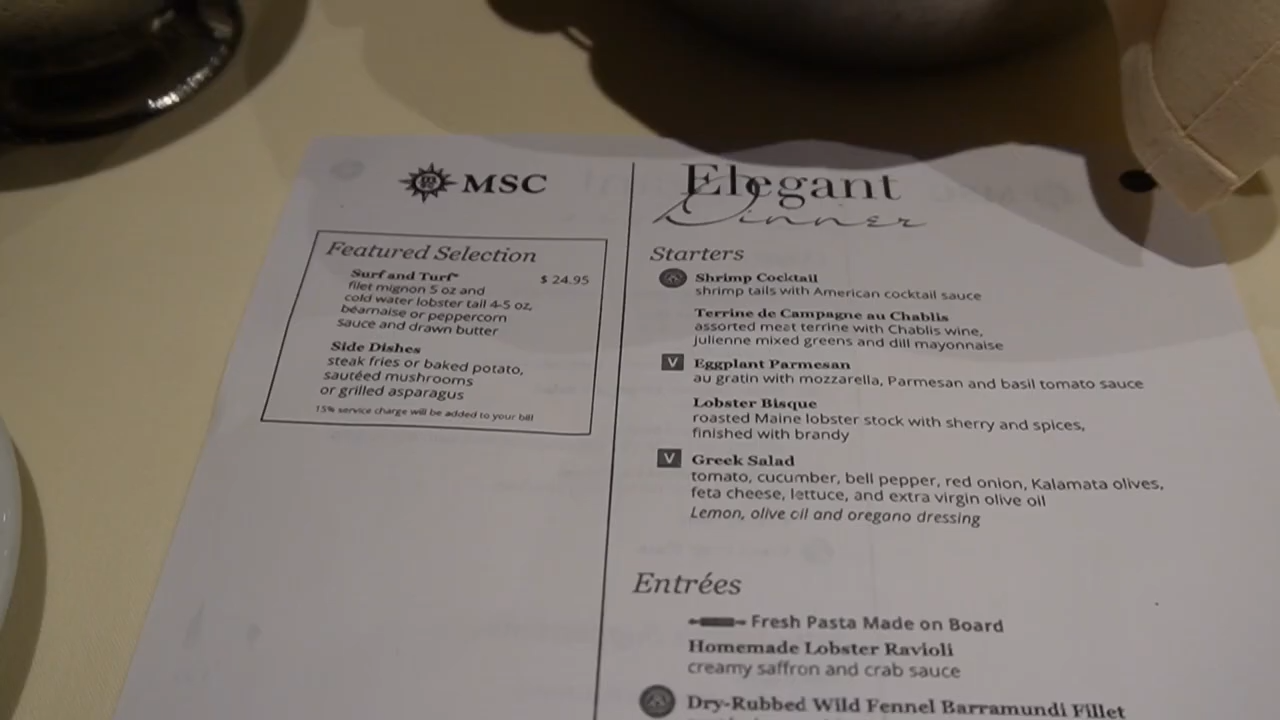 MSC
Featured Selection
Surf and Turf* $ 24.95
filet mignon 5 oz and
cold water lobster tail 4-5 oz,
béarnaise or peppercorn
sauce and drawn butter
Side Dishes
steak fries or baked potato,
sautéed mushrooms
or grilled asparagus
15% service charge will be added to your bill
Elegant
Dinner
Starters
Shrimp Cocktail
shrimp tails with American cocktail sauce
Terrine de Campagne au Chablis
assorted meat terrine with Chablis wine,
julienne mixed greens and dill mayonnaise
V Eggplant Parmesan
au gratin with mozzarella, Parmesan and basil tomato sauce
Lobster Bisque
roasted Maine lobster stock with sherry and spices,
finished with brandy
V Greek Salad
tomato, cucumber, bell pepper, red onion, Kalamata olives,
feta cheese, lettuce, and extra virgin olive oil
Lemon, olive oil and oregano dressing
Entrées
Fresh Pasta Made on Board
Homemade Lobster Ravioli
creamy saffron and crab sauce
Dry-Rubbed Wild Fennel Barramundi Fillet